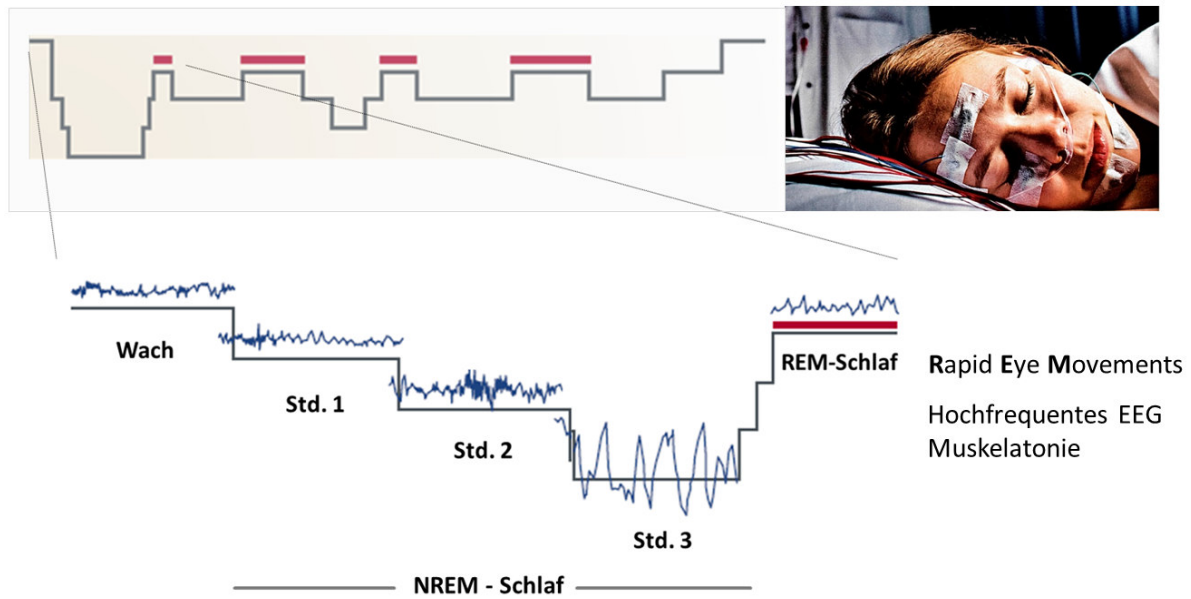 Wach
Std. 1
Std. 2
Std. 3
REM-Schlaf
Rapid Eye Movements
Hochfrequentes EEG
Muskelatonie
NREM - Schlaf